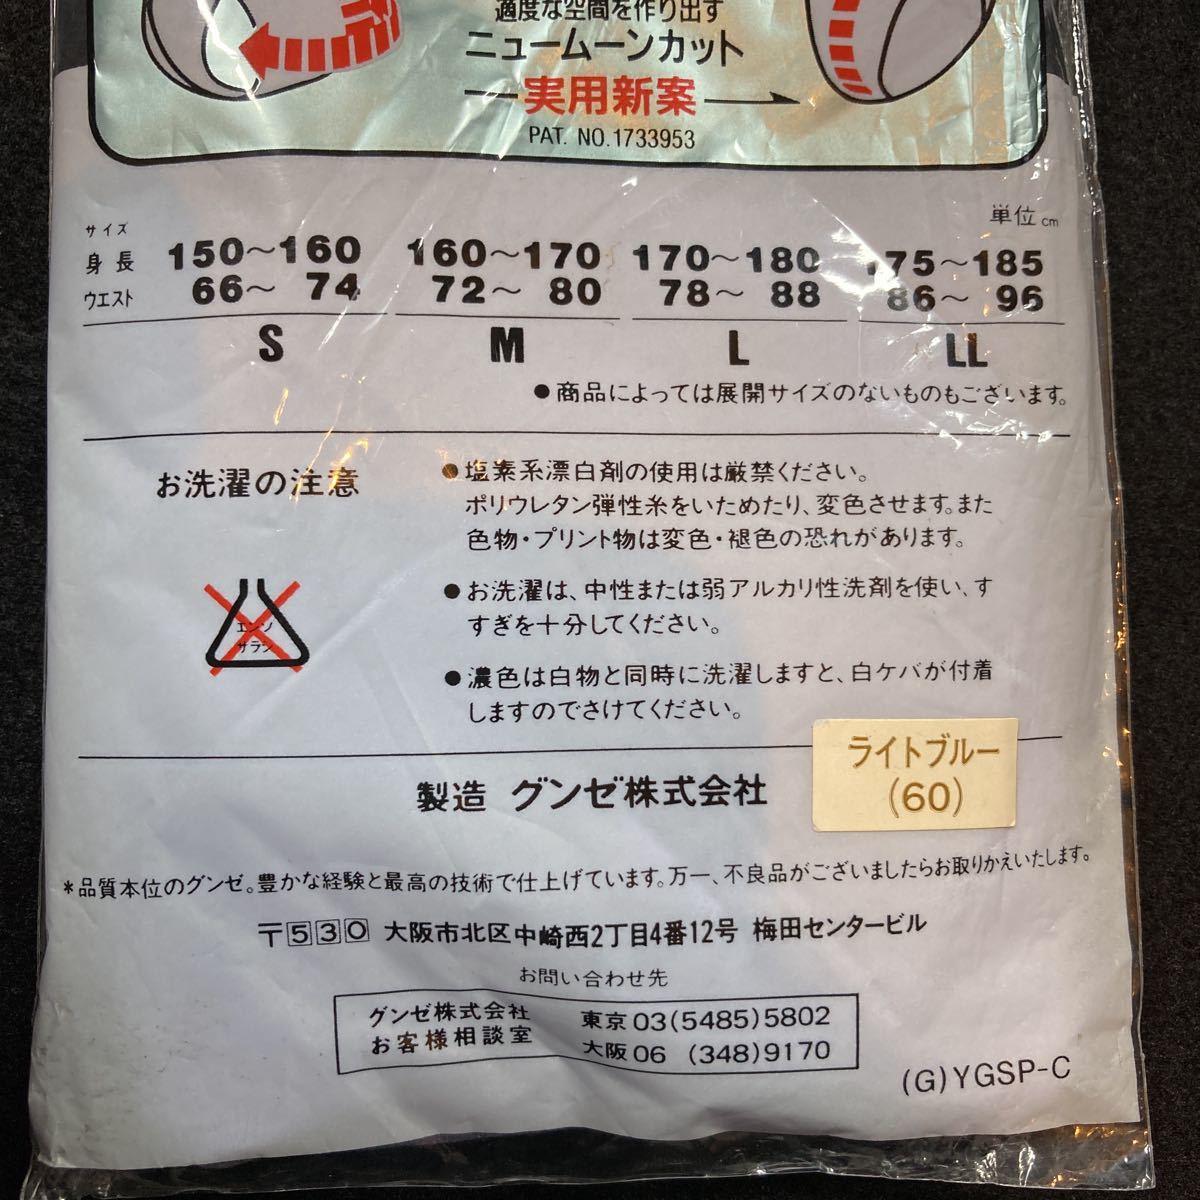 適度な空間を作り出す
ニュームーンカット
実用新案
PAT. NO.1733953
単位cm
サイズ
身長 150〜160 160〜170 170〜180 175〜185
ウエスト 66〜 74 72〜 80 78〜 88 86〜 96
S M L LL
●商品によっては展開サイズのないものもございます。
お洗濯の注意
●塩素系漂白剤の使用は厳禁ください。
ポリウレタン弾性糸をいためたり、変色させます。また
色物・プリント物は変色・褪色の恐れがあります。
エンソ
サラシ
●お洗濯は、中性または弱アルカリ性洗剤を使い、す
すぎを十分してください。
●濃色は白物と同時に洗濯しますと、白ケバが付着
しますのでさけてください。
ライトブルー
(60)
製造 グンゼ株式会社
*品質本位のグンゼ。豊かな経験と最高の技術で仕上げています。万一、不良品がございましたらお取りかえいたします。
〒530 大阪市北区中崎西2丁目4番12号 梅田センタービル
お問い合わせ先
グンゼ株式会社 東京 03(5485)5802
お客様相談室 大阪 06 (348)9170
(G)YGSP-C